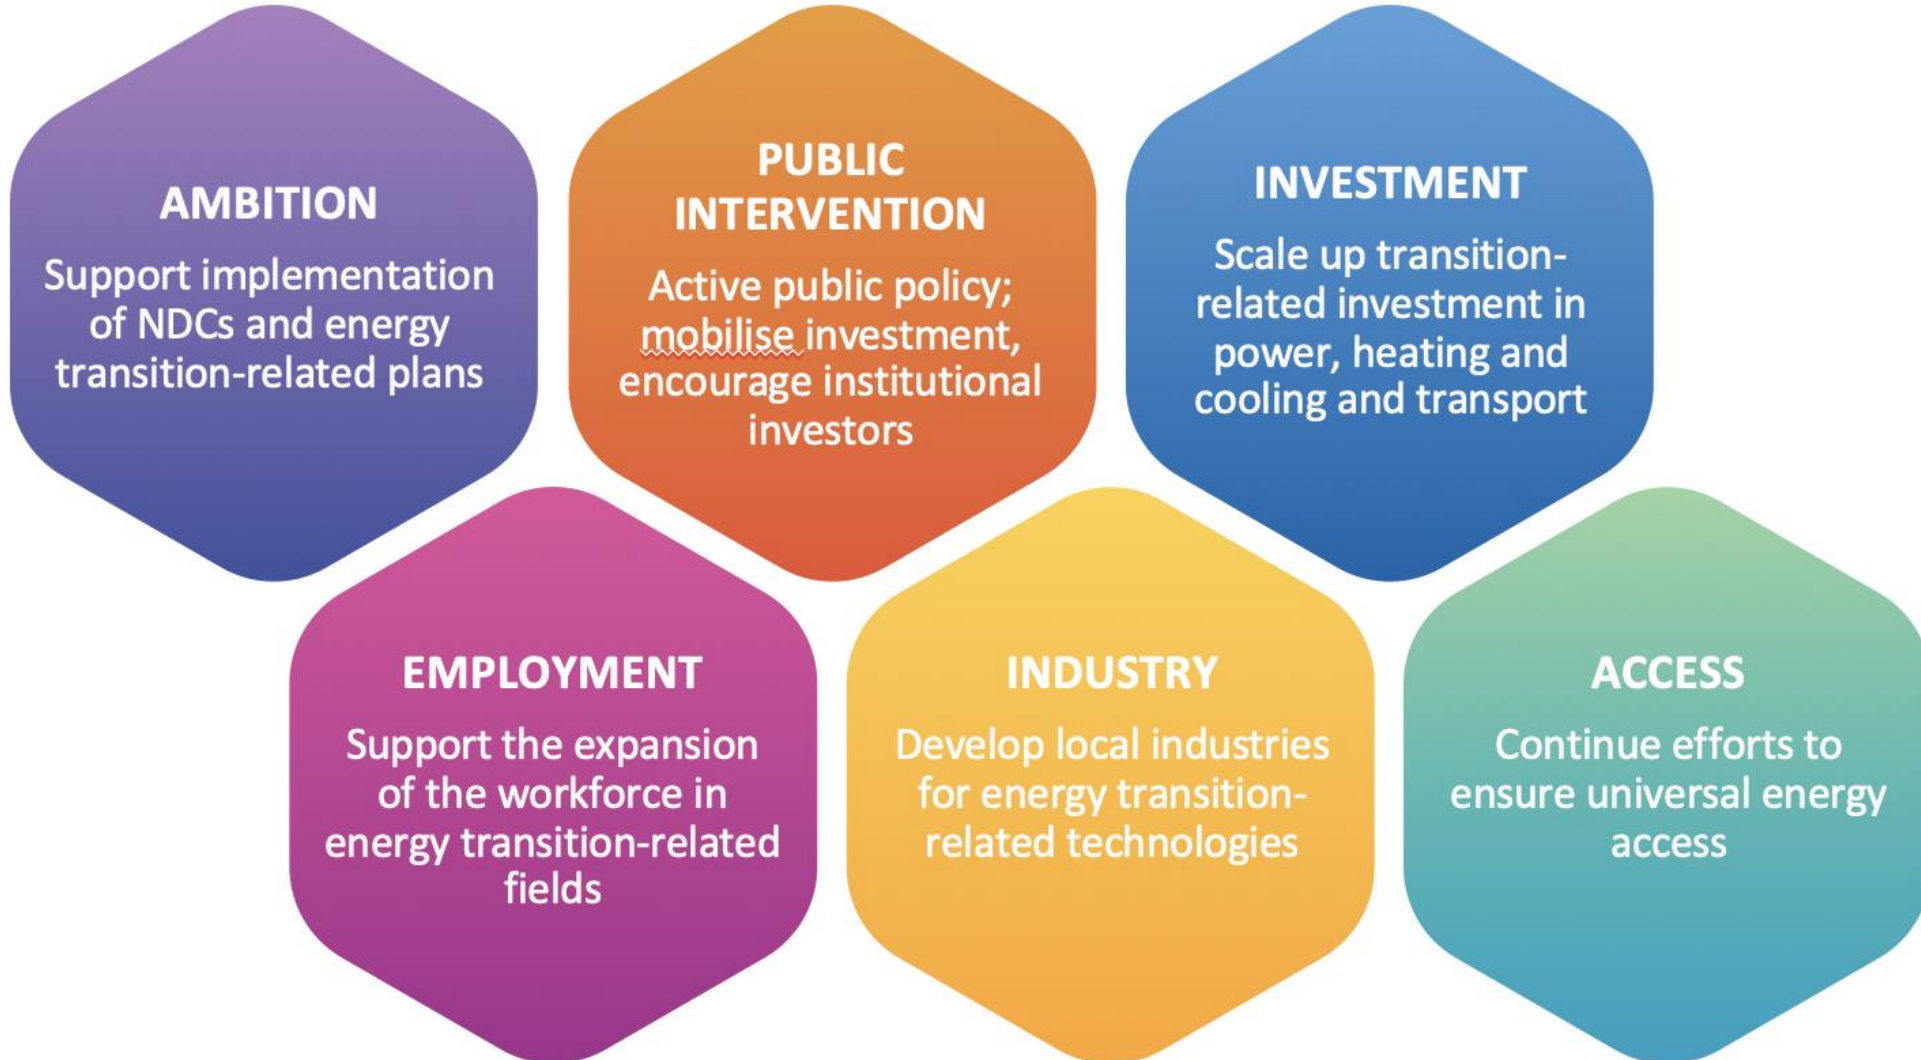 AMBITION
Support implementation
of NDCs and energy
transition-related plans
PUBLIC
INTERVENTION
Active public policy;
mobilise investment,
encourage institutional
investors
INVESTMENT
Scale up transition-
related investment in
power, heating and
cooling and transport
EMPLOYMENT
Support the expansion
of the workforce in
energy transition-related
fields
INDUSTRY
Develop local industries
for energy transition-
related technologies
ACCESS
Continue efforts to
ensure universal energy
access